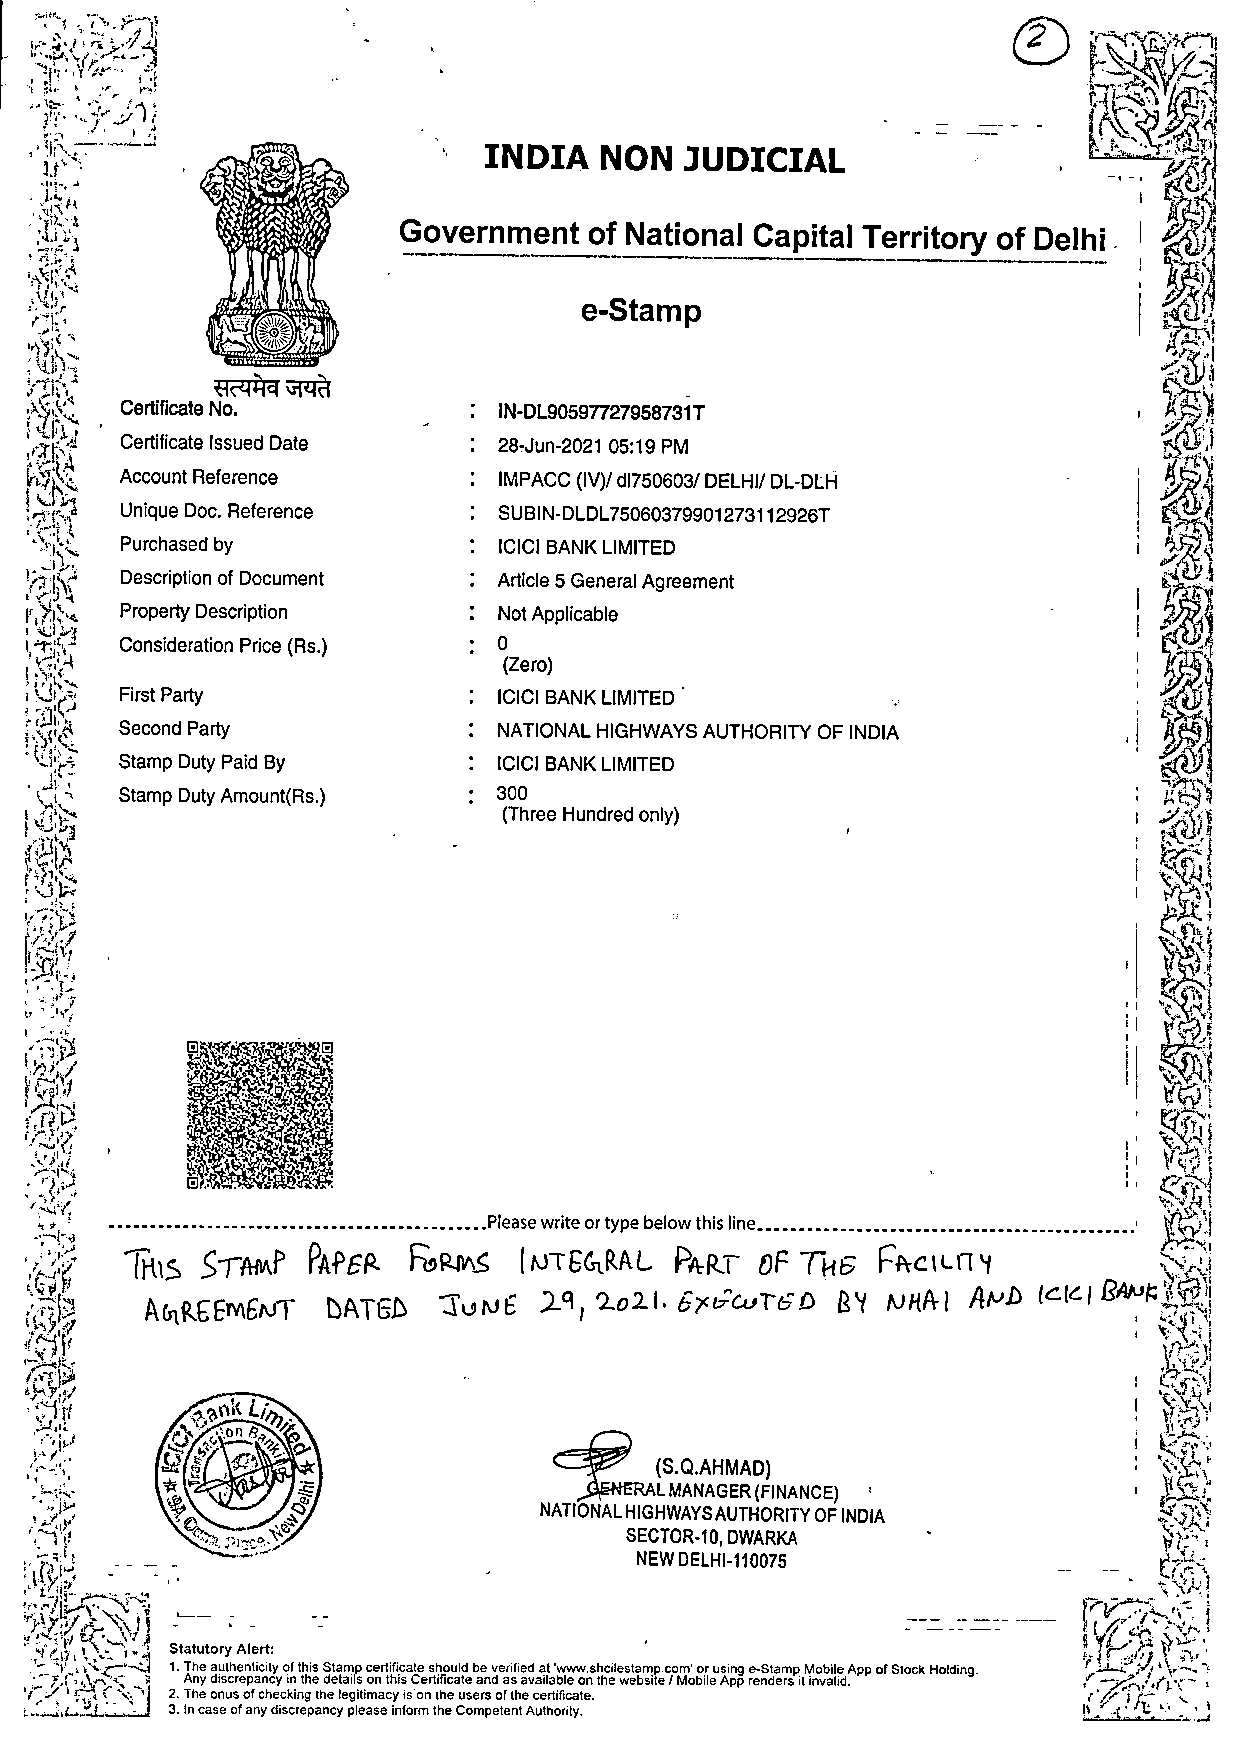 2
INDIA NON JUDICIAL
Government of National Capital Territory of Delhi
e-Stamp
सत्यमेव जयते
Certificate No. : IN-DL90597727958731T
Certificate Issued Date : 28-Jun-2021 05:19 PM
Account Reference : IMPACC (IV)/ dl750603/ DELHI/ DL-DLH
Unique Doc. Reference : SUBIN-DLDL75060379901273112926T
Purchased by : ICICI BANK LIMITED
Description of Document : Article 5 General Agreement
Property Description : Not Applicable
Consideration Price (Rs.) : 0
(Zero)
First Party : ICICI BANK LIMITED
Second Party : NATIONAL HIGHWAYS AUTHORITY OF INDIA
Stamp Duty Paid By : ICICI BANK LIMITED
Stamp Duty Amount(Rs.) : 300
(Three Hundred only)
Please write or type below this line
THIS STAMP PAPER FORMS INTEGRAL PART OF THE FACILITY
AGREEMENT DATED JUNE 29, 2021. EXECUTED BY NHAI AND ICICI BANK
ICICI Bank Limited
Transaction Banking
9A, Place, New Delhi
(S.Q.AHMAD)
GENERAL MANAGER (FINANCE)
NATIONAL HIGHWAYS AUTHORITY OF INDIA
SECTOR-10, DWARKA
NEW DELHI-110075
Statutory Alert:
1. The authenticity of this Stamp certificate should be verified at 'www.shcilestamp.com' or using e-Stamp Mobile App of Stock Holding.
Any discrepancy in the details on this Certificate and as available on the website / Mobile App renders it invalid.
2. The onus of checking the legitimacy is on the users of the certificate.
3. In case of any discrepancy please inform the Competent Authority.